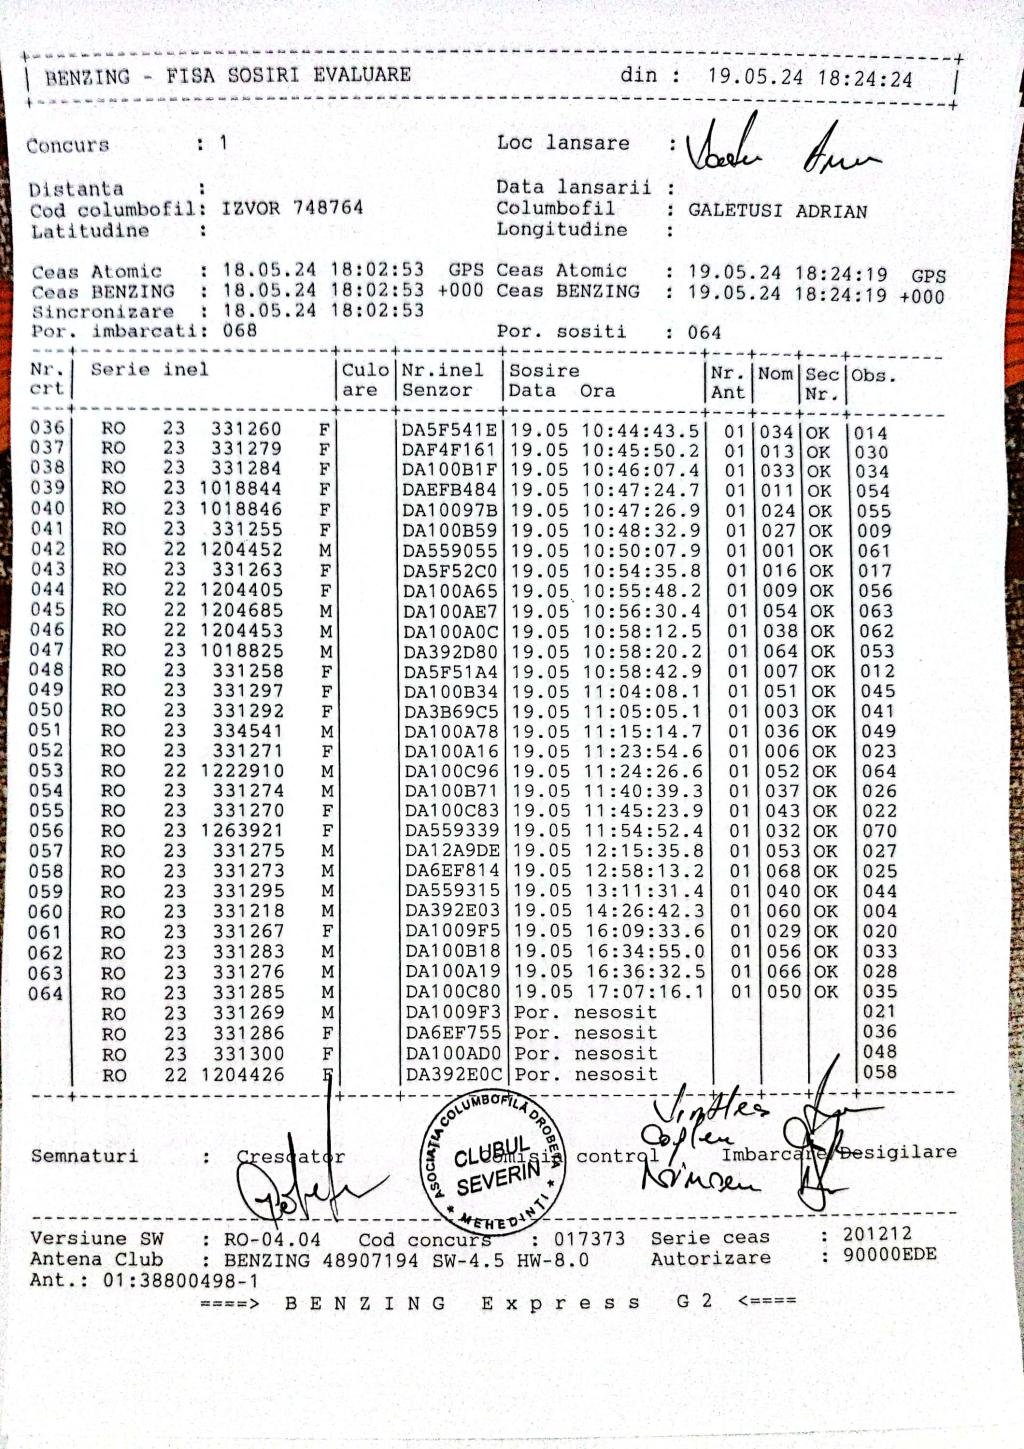 BENZING - FISA SOSIRI EVALUARE din : 19.05.24 18:24:24
Concurs : 1 Loc lansare :
Distanta : Data lansarii :
Cod columbofil: IZVOR 748764 Columbofil : GALETUSI ADRIAN
Latitudine : Longitudine :
Ceas Atomic : 18.05.24 18:02:53 GPS Ceas Atomic : 19.05.24 18:24:19 GPS
Ceas BENZING : 18.05.24 18:02:53 +000 Ceas BENZING : 19.05.24 18:24:19 +000
Sincronizare : 18.05.24 18:02:53
Por. imbarcati: 068 Por. sositi : 064
Nr. Serie inel Culo Nr.inel Sosire Nr. Nom Sec Obs.
crt are Senzor Data Ora Ant Nr.
036 RO 23 331260 F DA5F541E 19.05 10:44:43.5 01 034 OK 014
037 RO 23 331279 F DAF4F161 19.05 10:45:50.2 01 013 OK 030
038 RO 23 331284 F DA100B1F 19.05 10:46:07.4 01 033 OK 034
039 RO 23 1018844 F DAEFB484 19.05 10:47:24.7 01 011 OK 054
040 RO 23 1018846 F DA10097B 19.05 10:47:26.9 01 024 OK 055
041 RO 23 331255 F DA100B59 19.05 10:48:32.9 01 027 OK 009
042 RO 22 1204452 M DA559055 19.05 10:50:07.9 01 001 OK 061
043 RO 23 331263 F DA5F52C0 19.05 10:54:35.8 01 016 OK 017
044 RO 22 1204405 F DA100A65 19.05 10:55:48.2 01 009 OK 056
045 RO 22 1204685 M DA100AE7 19.05 10:56:30.4 01 054 OK 063
046 RO 22 1204453 M DA100A0C 19.05 10:58:12.5 01 038 OK 062
047 RO 23 1018825 M DA392D80 19.05 10:58:20.2 01 064 OK 053
048 RO 23 331258 F DA5F51A4 19.05 10:58:42.9 01 007 OK 012
049 RO 23 331297 F DA100B34 19.05 11:04:08.1 01 051 OK 045
050 RO 23 331292 F DA3B69C5 19.05 11:05:05.1 01 003 OK 041
051 RO 23 334541 M DA100A78 19.05 11:15:14.7 01 036 OK 049
052 RO 23 331271 F DA100A16 19.05 11:23:54.6 01 006 OK 023
053 RO 22 1222910 M DA100C96 19.05 11:24:26.6 01 052 OK 064
054 RO 23 331274 M DA100B71 19.05 11:40:39.3 01 037 OK 026
055 RO 23 331270 F DA100C83 19.05 11:45:23.9 01 043 OK 022
056 RO 23 1263921 F DA559339 19.05 11:54:52.4 01 032 OK 070
057 RO 23 331275 M DA12A9DE 19.05 12:15:35.8 01 053 OK 027
058 RO 23 331273 M DA6EF814 19.05 12:58:13.2 01 068 OK 025
059 RO 23 331295 M DA559315 19.05 13:11:31.4 01 040 OK 044
060 RO 23 331218 M DA392E03 19.05 14:26:42.3 01 060 OK 004
061 RO 23 331267 F DA1009F5 19.05 16:09:33.6 01 029 OK 020
062 RO 23 331283 M DA100B18 19.05 16:34:55.0 01 056 OK 033
063 RO 23 331276 M DA100A19 19.05 16:36:32.5 01 066 OK 028
064 RO 23 331285 M DA100C80 19.05 17:07:16.1 01 050 OK 035
RO 23 331269 M DA1009F3 Por. nesosit 021
RO 23 331286 F DA6EF755 Por. nesosit 036
RO 23 331300 F DA100AD0 Por. nesosit 048
RO 22 1204426 F DA392E0C Por. nesosit 058
ASOCIAȚIA COLUMBOFILĂ DROBETA
CLUBUL
SEVERIN
* MEHEDINȚI *
Semnaturi : Crescator Comisia control Imbarcare/Desigilare
Versiune SW : RO-04.04 Cod concurs : 017373 Serie ceas : 201212
Antena Club : BENZING 48907194 SW-4.5 HW-8.0 Autorizare : 90000EDE
Ant.: 01:38800498-1
====> B E N Z I N G E x p r e s s G 2 <====